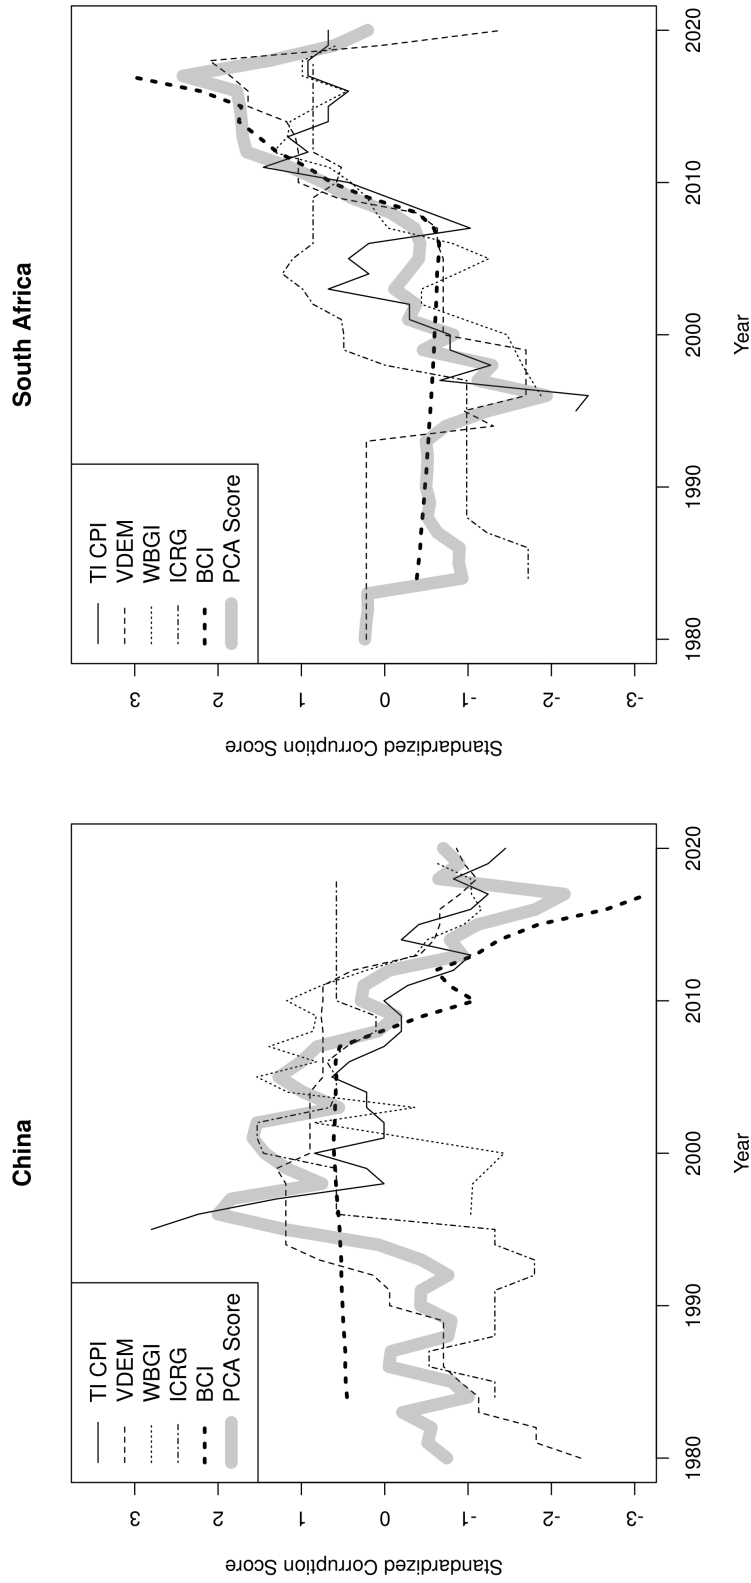 China
Standardized Corruption Score
3
2
1
0
-1
-2
-3
TI CPI
VDEM
WBGI
ICRG
BCI
PCA Score
1980
1990
2000
2010
2020
Year
South Africa
Standardized Corruption Score
3
2
1
0
-1
-2
-3
TI CPI
VDEM
WBGI
ICRG
BCI
PCA Score
1980
1990
2000
2010
2020
Year